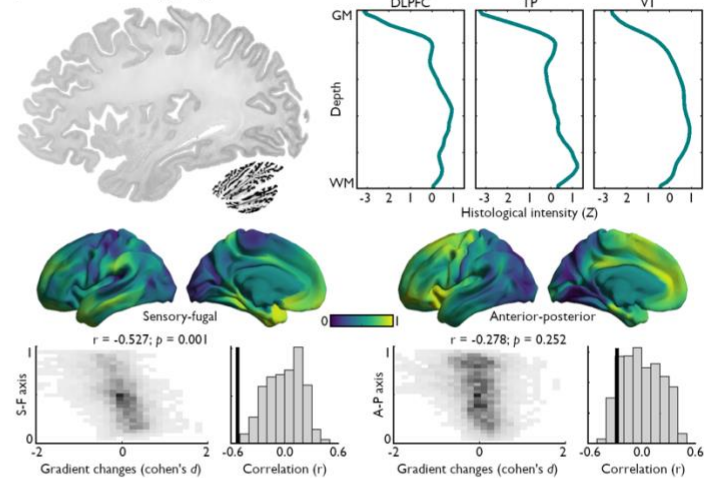 DLPFC TP VT
GM
Depth
WM
-3 2 1 0 1 -3 2 1 0 1 -3 2 1 0 1
Histological intensity (Z)
Sensory-fugal 0 1 Anterior-posterior
r = -0.527; p = 0.001 r = -0.278; p = 0.252
1 1
S-F axis A-P axis
0 0
-2 0 2 -0.6 0.0 0.6 -2 0 2 -0.6 0.0 0.6
Gradient changes (cohen's d) Correlation (r) Gradient changes (cohen's d) Correlation (r)